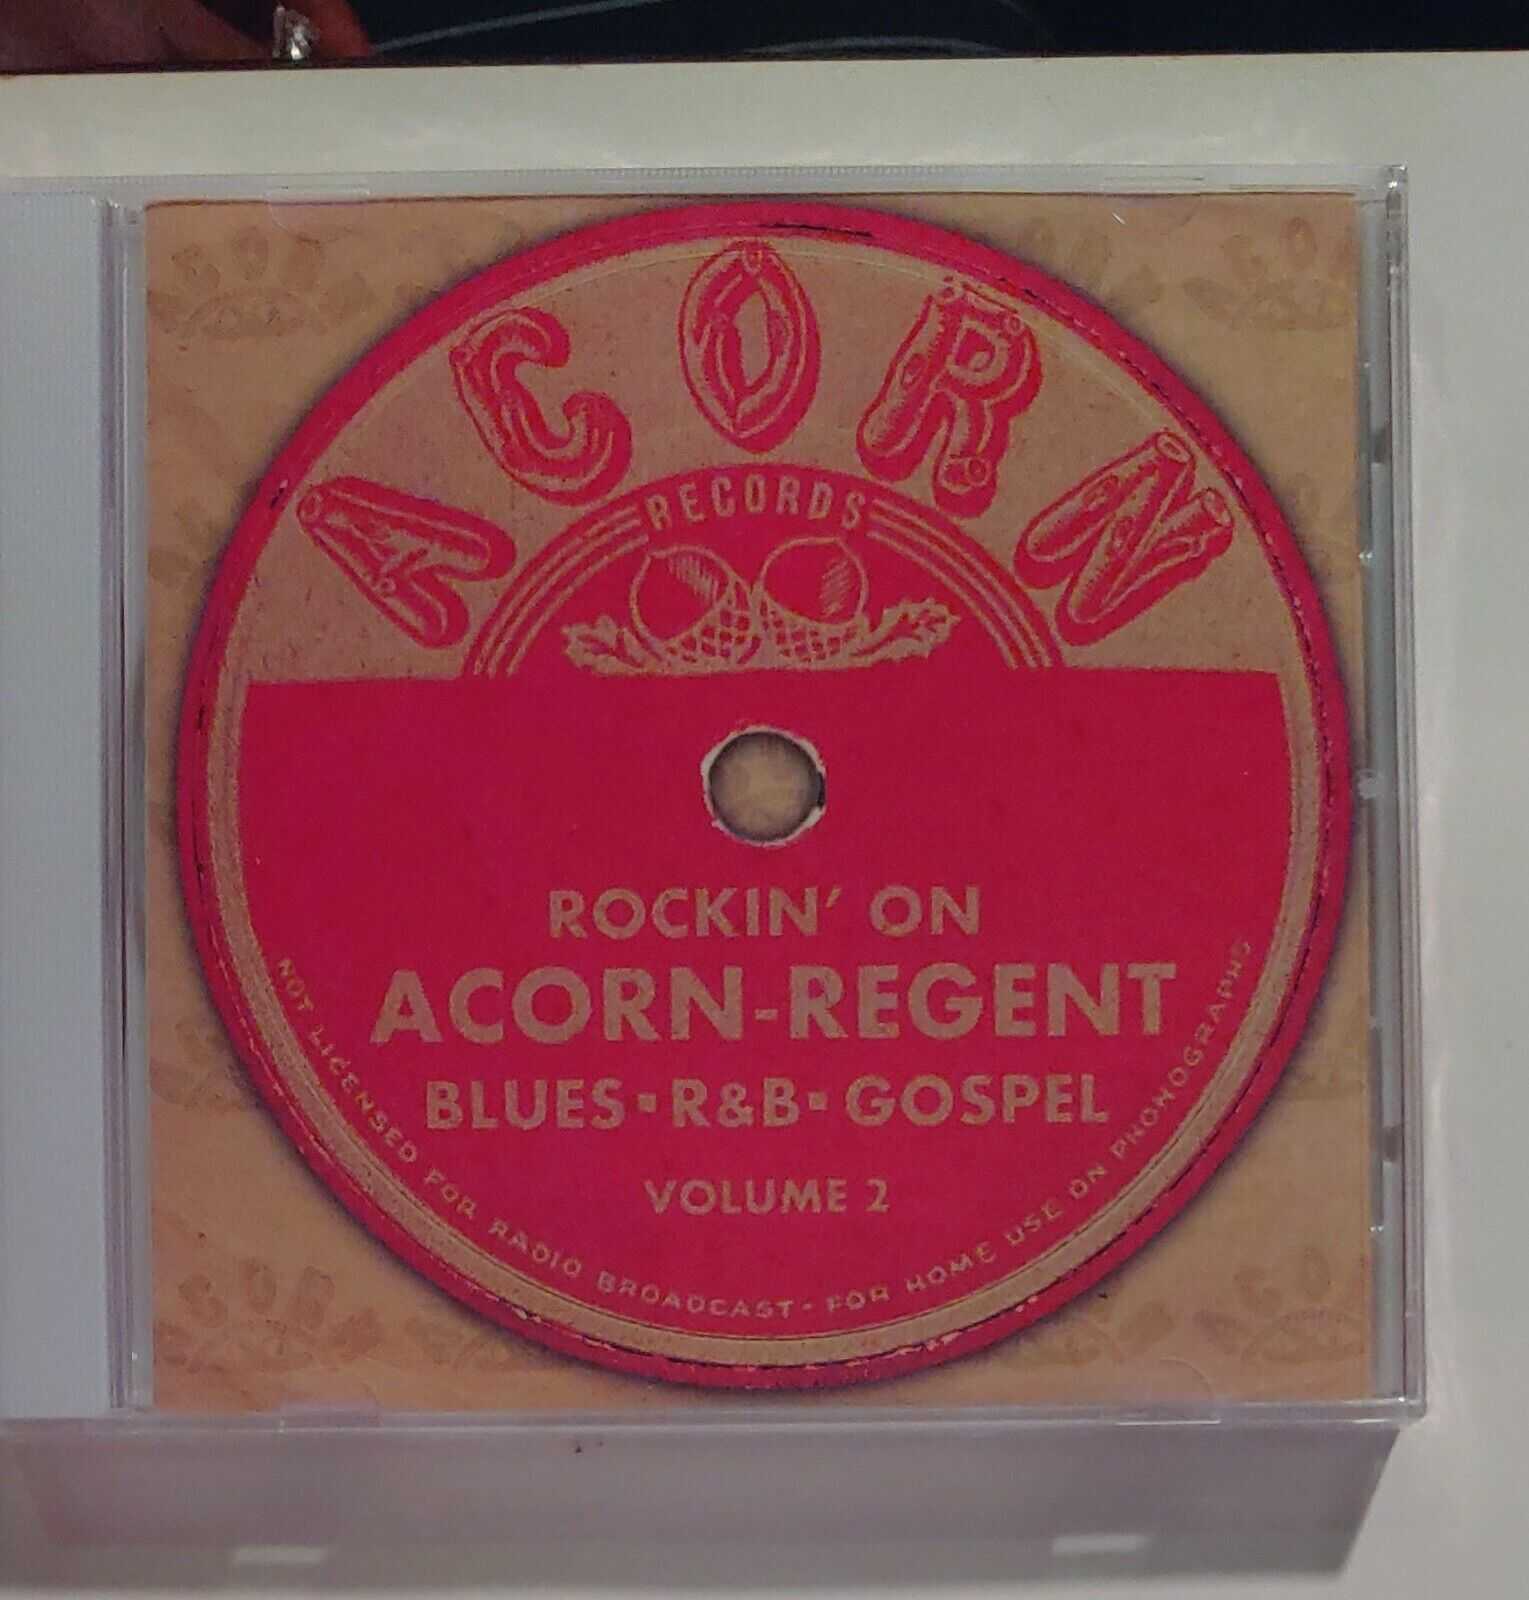 ACORN
RECORDS
ROCKIN' ON
ACORN-REGENT
BLUES▪R&B▪GOSPEL
VOLUME 2
NOT LICENSED FOR RADIO BROADCAST • FOR HOME USE ON PHONOGRAPHS